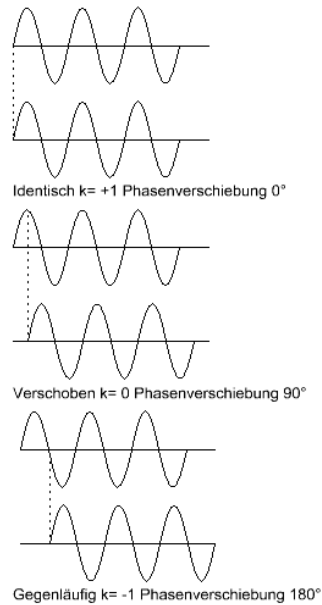 Identisch k= +1 Phasenverschiebung 0°
Verschoben k= 0 Phasenverschiebung 90°
Gegenläufig k= -1 Phasenverschiebung 180°